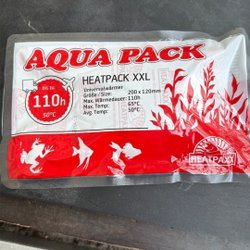 AQUA PACK
HEATPACK XXL
BIS ZU
110h
50°C
Universalwärmer
Größe / Size: 200 x 120mm
Max. Wärmedauer: 110h
Max. Temp: 65°C
Avg. Temp: 50°C
HEATPAXX